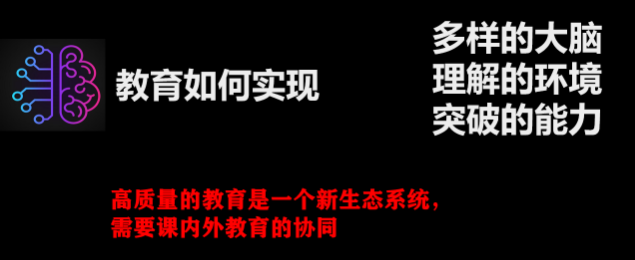 教育如何实现
多样的大脑
理解的环境
突破的能力
高质量的教育是一个新生态系统，
需要课内外教育的协同